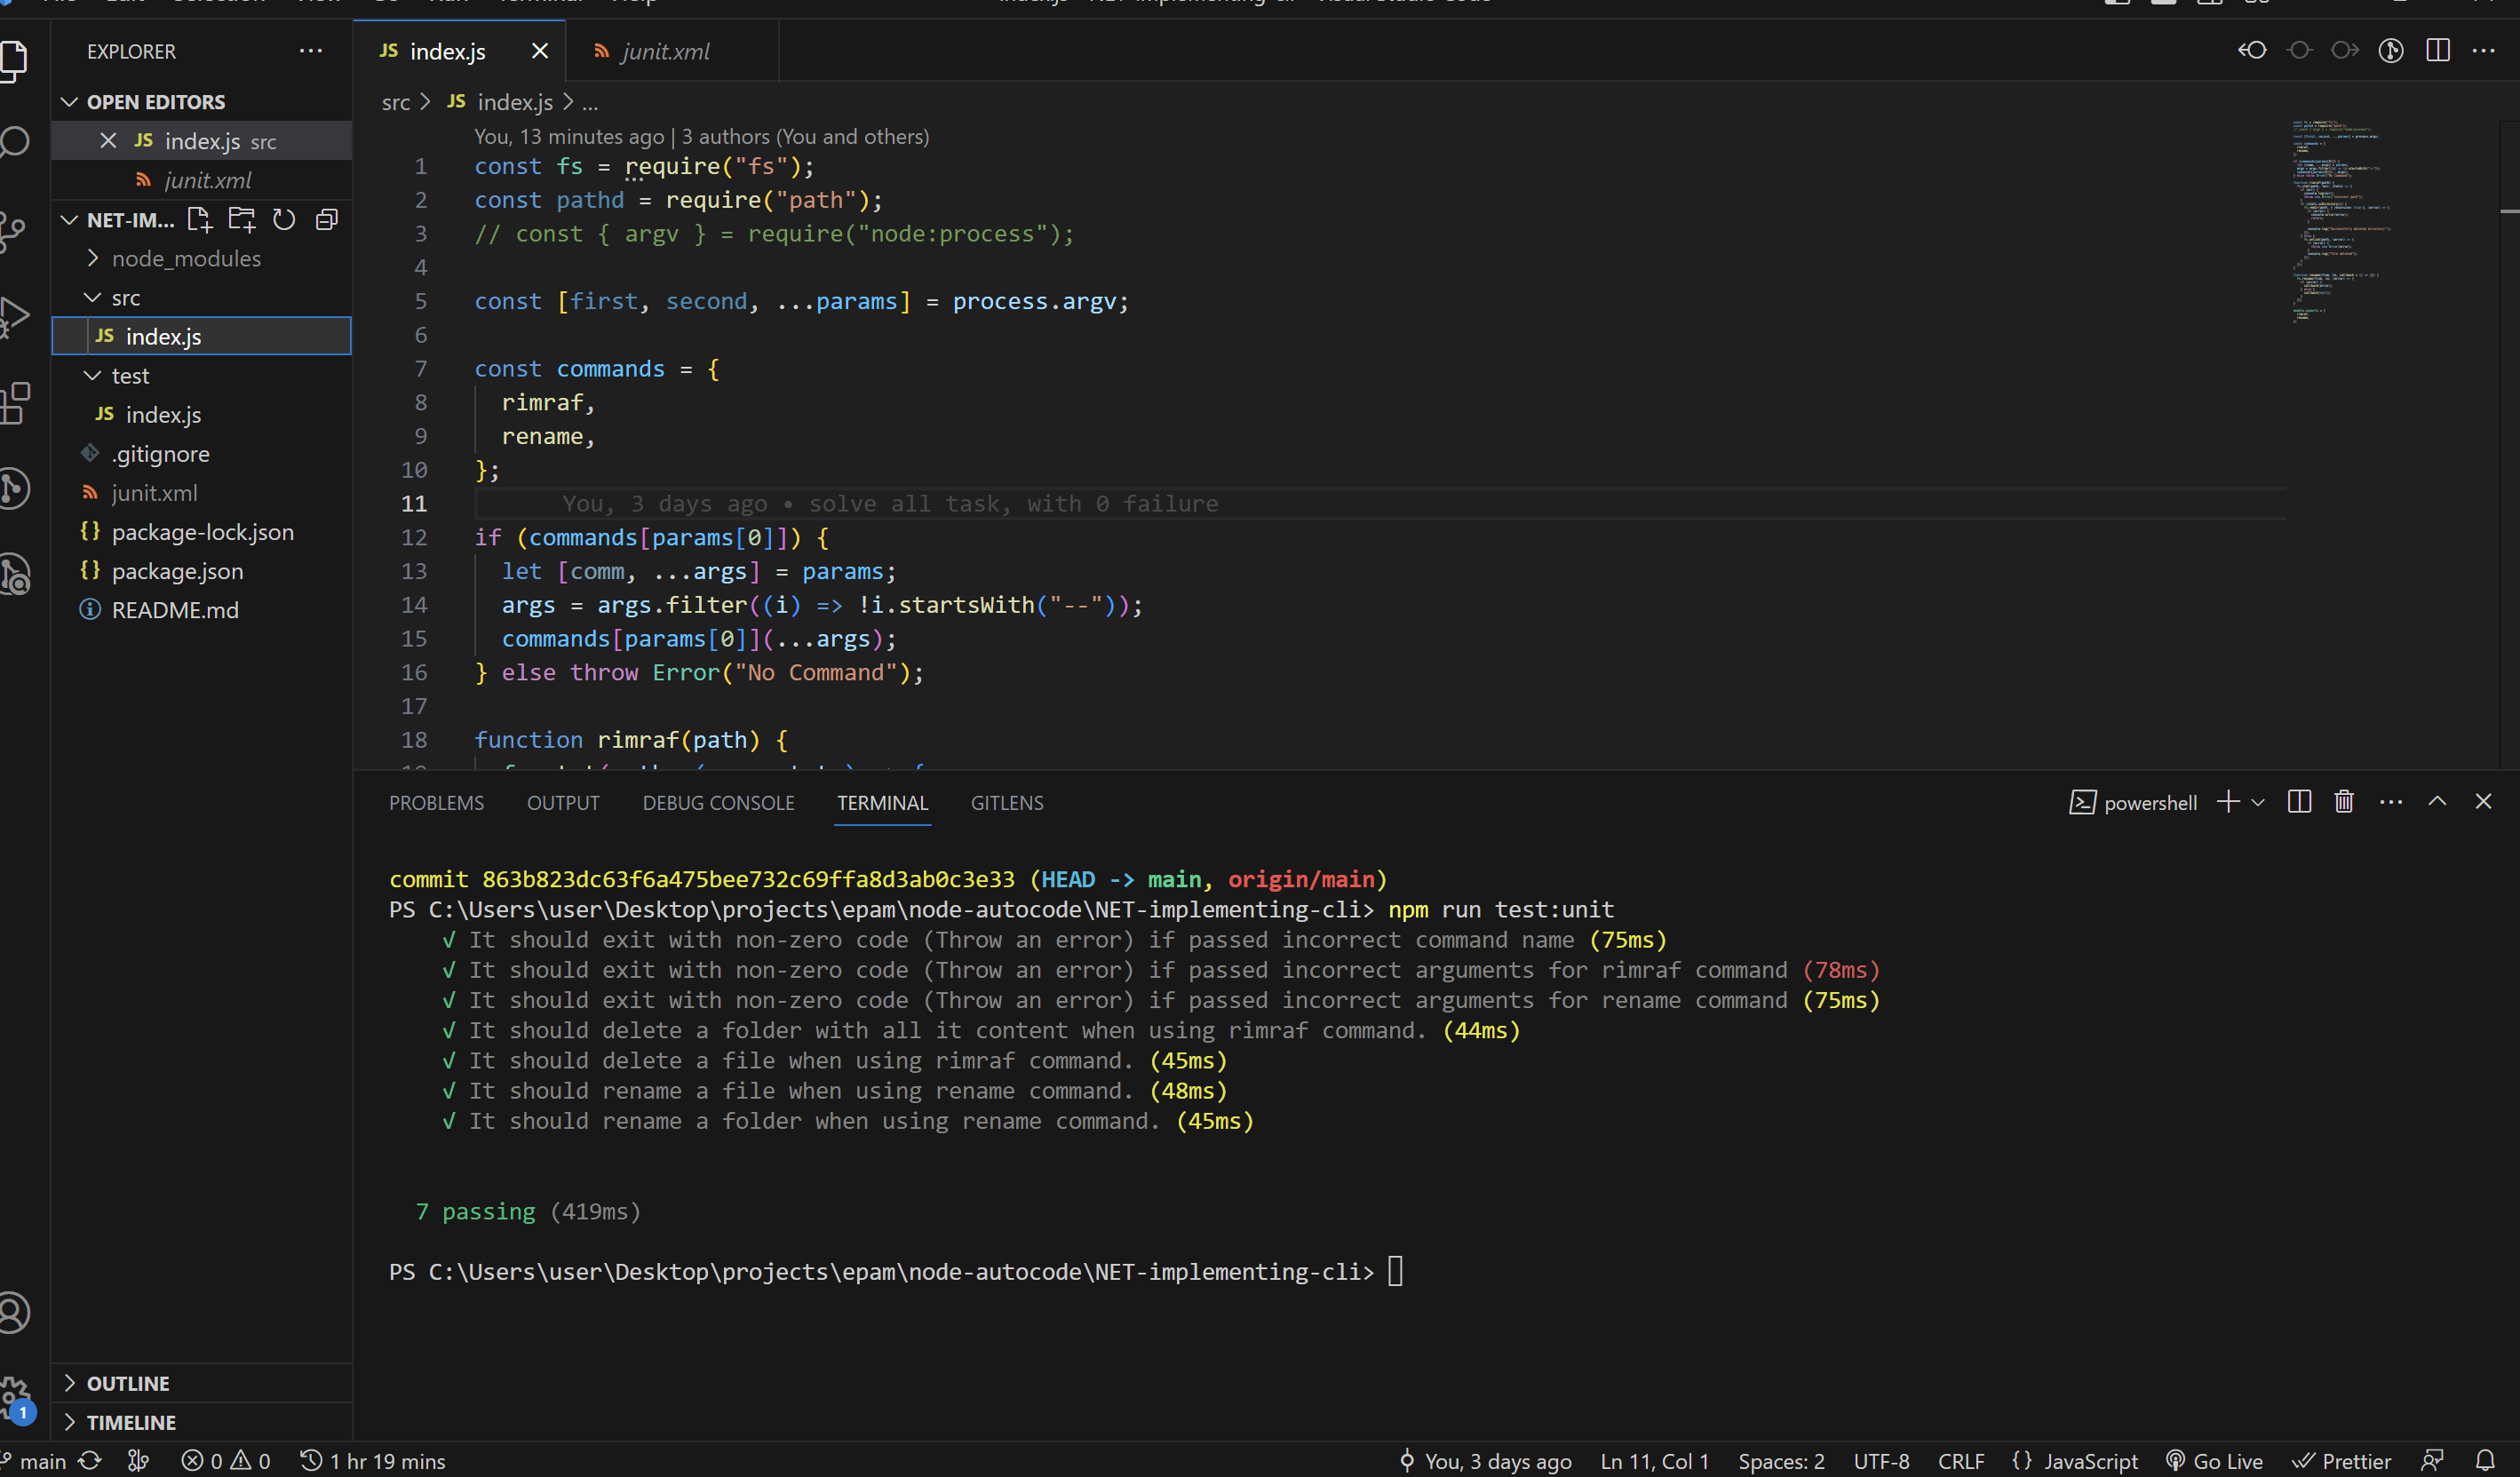 EXPLORER
OPEN EDITORS
index.js src
junit.xml
NET-IM...
node_modules
src
index.js
test
index.js
.gitignore
junit.xml
package-lock.json
package.json
README.md
OUTLINE
TIMELINE
index.js
junit.xml
src > JS index.js > ...
You, 13 minutes ago | 3 authors (You and others)
1 const fs = require("fs");
2 const pathd = require("path");
3 // const { argv } = require("node:process");
4
5 const [first, second, ...params] = process.argv;
6
7 const commands = {
8 rimraf,
9 rename,
10 };
11 You, 3 days ago • solve all task, with 0 failure
12 if (commands[params[0]]) {
13 let [comm, ...args] = params;
14 args = args.filter((i) => !i.startsWith("--"));
15 commands[params[0]](...args);
16 } else throw Error("No Command");
17
18 function rimraf(path) {
PROBLEMS OUTPUT DEBUG CONSOLE TERMINAL GITLENS
powershell
commit 863b823dc63f6a475bee732c69ffa8d3ab0c3e33 (HEAD -> main, origin/main)
PS C:\Users\user\Desktop\projects\epam\node-autocode\NET-implementing-cli> npm run test:unit
√ It should exit with non-zero code (Throw an error) if passed incorrect command name (75ms)
√ It should exit with non-zero code (Throw an error) if passed incorrect arguments for rimraf command (78ms)
√ It should exit with non-zero code (Throw an error) if passed incorrect arguments for rename command (75ms)
√ It should delete a folder with all it content when using rimraf command. (44ms)
√ It should delete a file when using rimraf command. (45ms)
√ It should rename a file when using rename command. (48ms)
√ It should rename a folder when using rename command. (45ms)
7 passing (419ms)
PS C:\Users\user\Desktop\projects\epam\node-autocode\NET-implementing-cli>
1
main 0 0 1 hr 19 mins You, 3 days ago Ln 11, Col 1 Spaces: 2 UTF-8 CRLF {} JavaScript Go Live Prettier